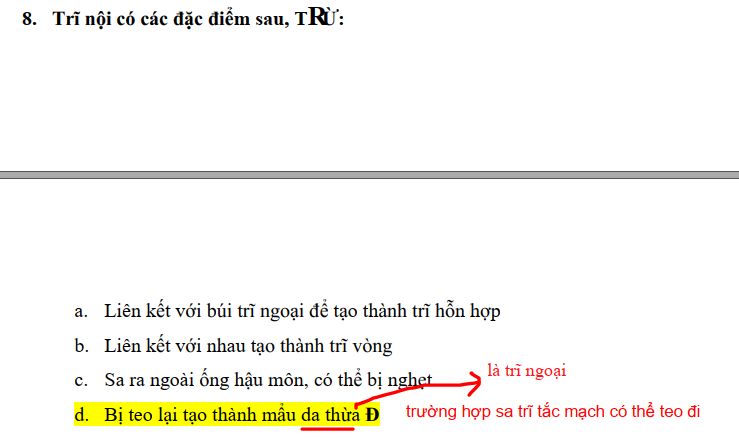 8. Trĩ nội có các đặc điểm sau, TRỪ:
a. Liên kết với búi trĩ ngoại để tạo thành trĩ hỗn hợp
b. Liên kết với nhau tạo thành trĩ vòng
c. Sa ra ngoài ống hậu môn, có thể bị nghẹt
là trĩ ngoại
d. Bị teo lại tạo thành mẩu da thừa Đ
trường hợp sa trĩ tắc mạch có thể teo đi